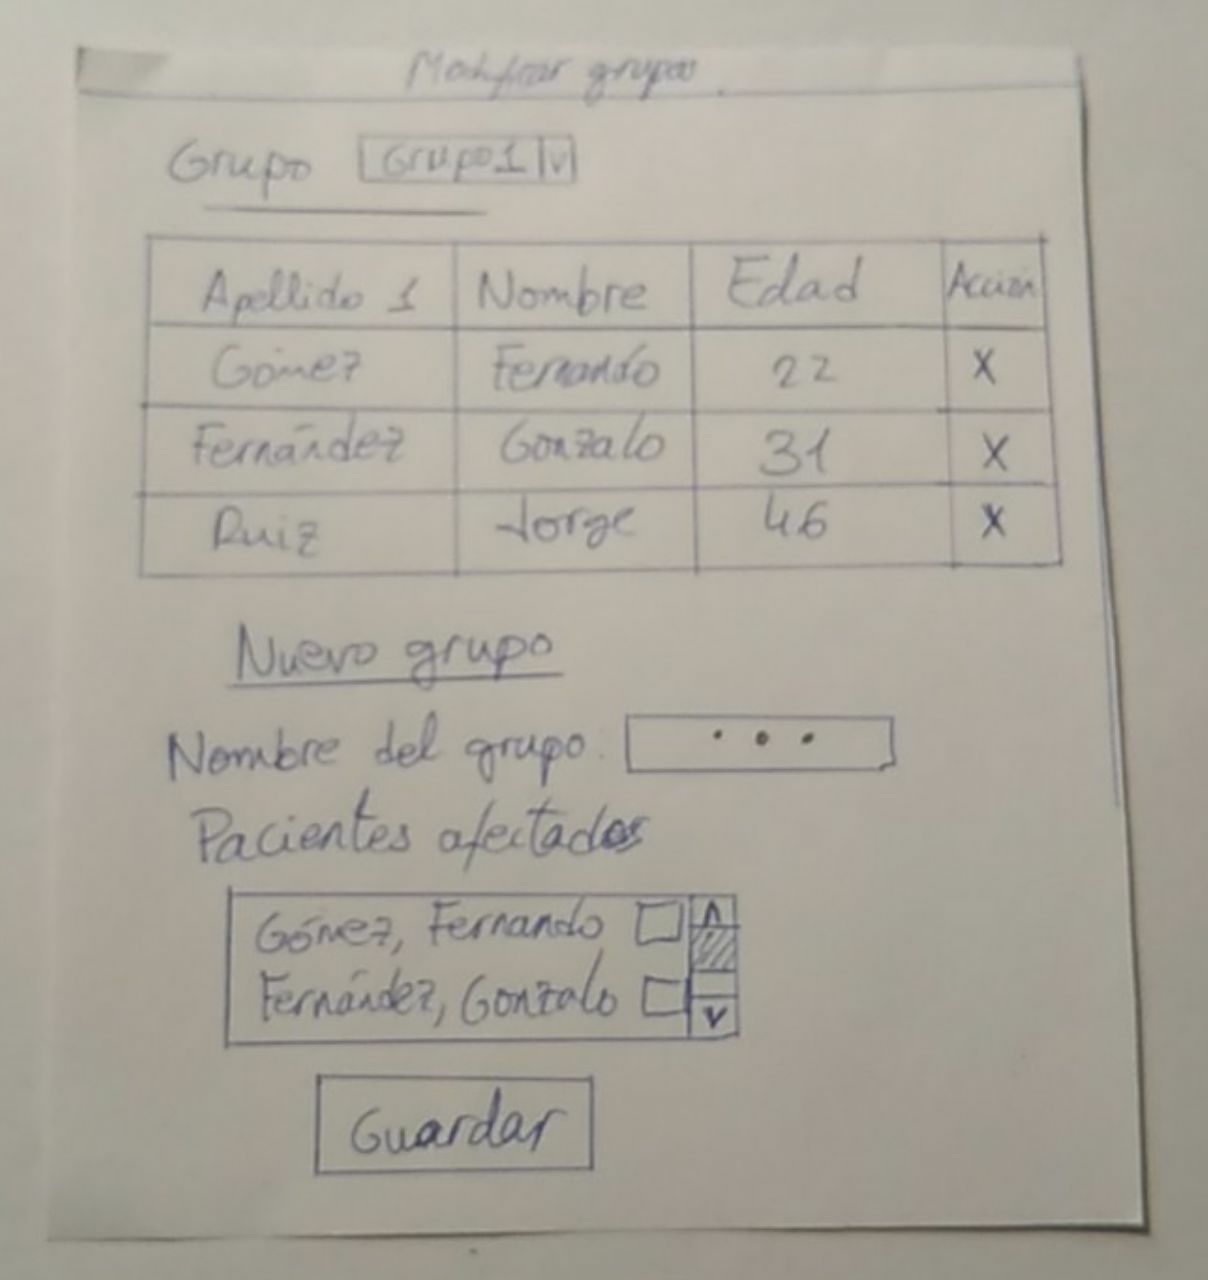 Modificar grupos
Grupo Grupo1 v
Apellido 1 Nombre Edad Acción
Gómez Fernando 22 X
Fernández Gonzalo 31 X
Ruiz Jorge 46 X
Nuevo grupo
Nombre del grupo: ...
Pacientes afectados
Gómez, Fernando
Fernández, Gonzalo
Guardar